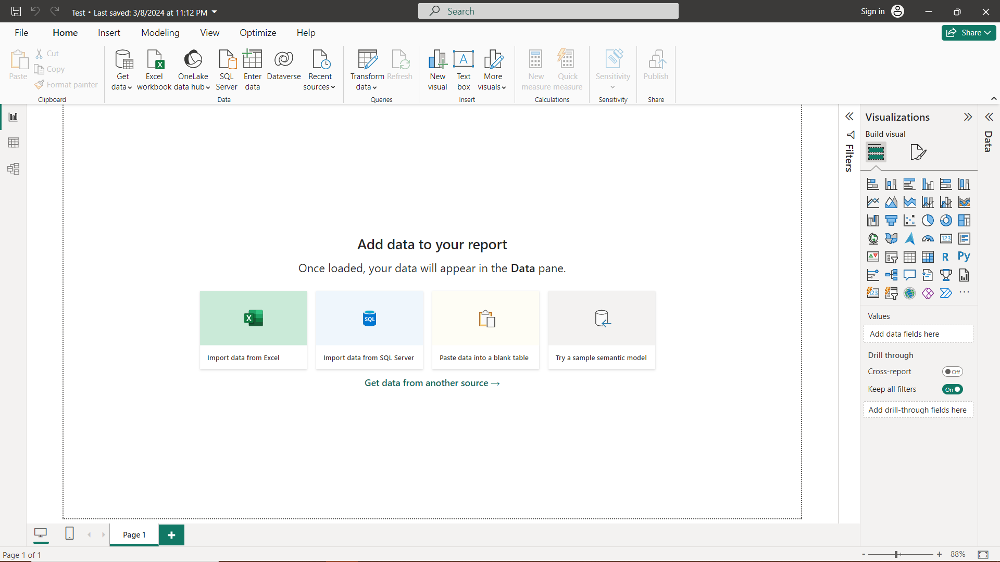 Test • Last saved: 3/8/2024 at 11:12 PM
Search
Sign in
File Home Insert Modeling View Optimize Help
Share
Paste
Cut
Copy
Format painter
Clipboard
Get data
Excel workbook
OneLake data hub
SQL Server
Enter data
Dataverse
Recent sources
Data
Transform data
Refresh
Queries
New visual
A
Text box
More visuals
Insert
New measure
Quick measure
Calculations
Sensitivity
Sensitivity
Publish
Share
Add data to your report
Once loaded, your data will appear in the Data pane.
X
SQL
Import data from Excel
Import data from SQL Server
Paste data into a blank table
Try a sample semantic model
Get data from another source →
Filters
Visualizations
Build visual
123
R
Py
123
...
Values
Add data fields here
Drill through
Cross-report
Off
Keep all filters
On
Add drill-through fields here
Data
Page 1
Page 1 of 1
- + 88%